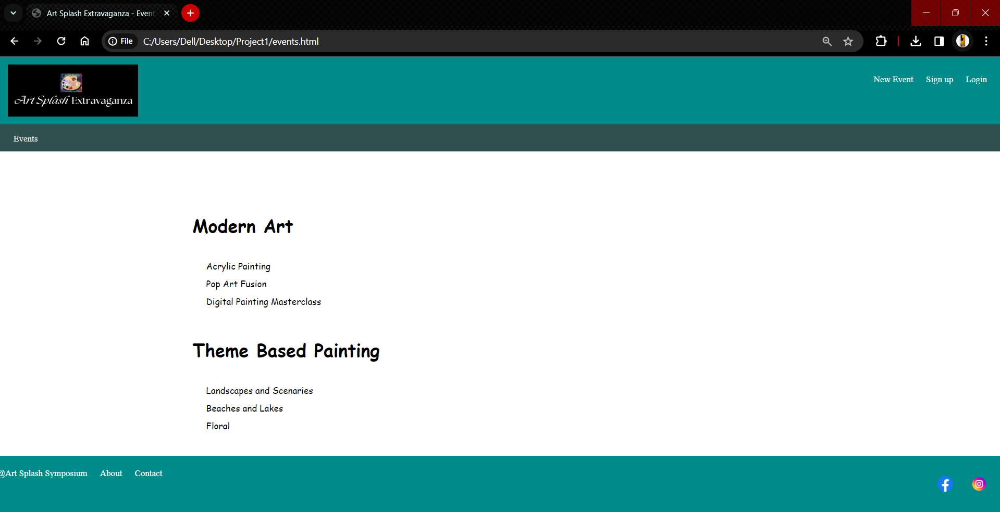 Art Splash Extravaganza - Event
File C:/Users/Dell/Desktop/Project1/events.html
Art Splash Extravaganza
New Event Sign up Login
Events
Modern Art
Acrylic Painting
Pop Art Fusion
Digital Painting Masterclass
Theme Based Painting
Landscapes and Scenaries
Beaches and Lakes
Floral
@Art Splash Symposium About Contact